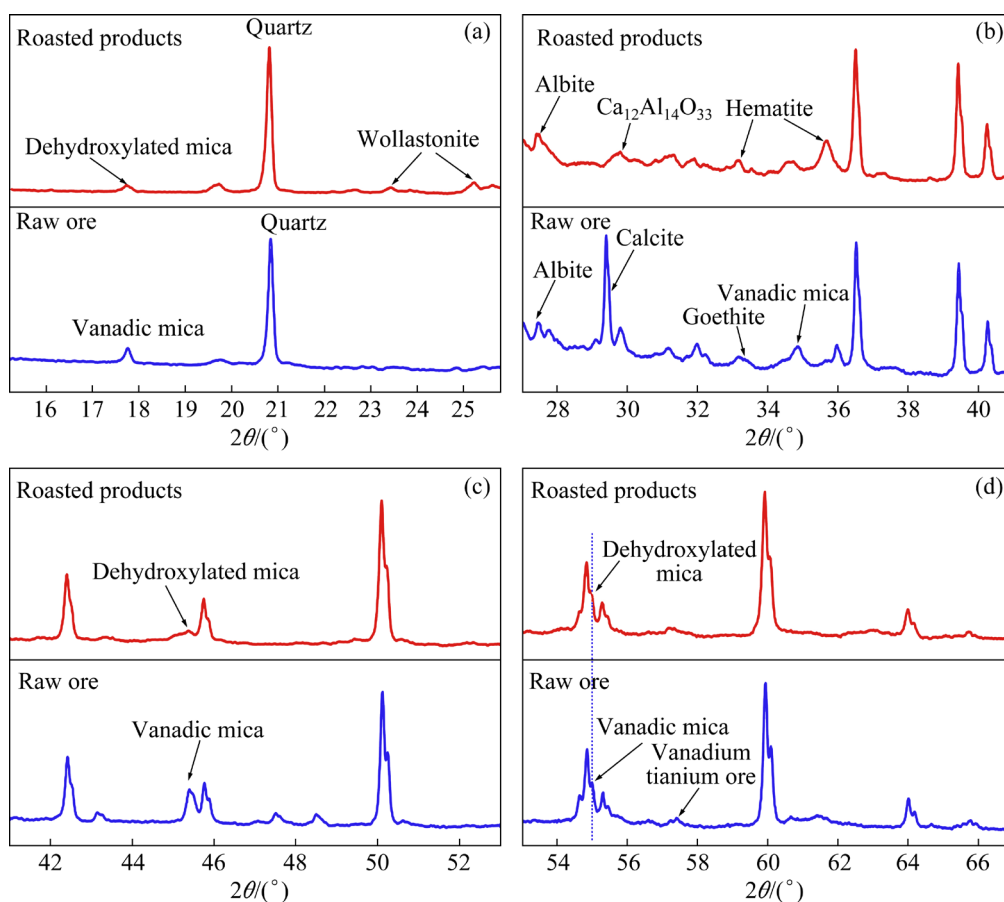 (a)
Roasted products
Quartz
Dehydroxylated mica
Wollastonite
Raw ore
Quartz
Vanadic mica
16 17 18 19 20 21 22 23 24 25
2θ/(°)
(b)
Roasted products
Albite
Ca₁₂Al₁₄O₃₃
Hematite
Raw ore
Calcite
Albite
Vanadic mica
Goethite
28 30 32 34 36 38 40
2θ/(°)
(c)
Roasted products
Dehydroxylated mica
Raw ore
Vanadic mica
42 44 46 48 50 52
2θ/(°)
(d)
Roasted products
Dehydroxylated
mica
Raw ore
Vanadic mica
Vanadium
tianium ore
54 56 58 60 62 64 66
2θ/(°)